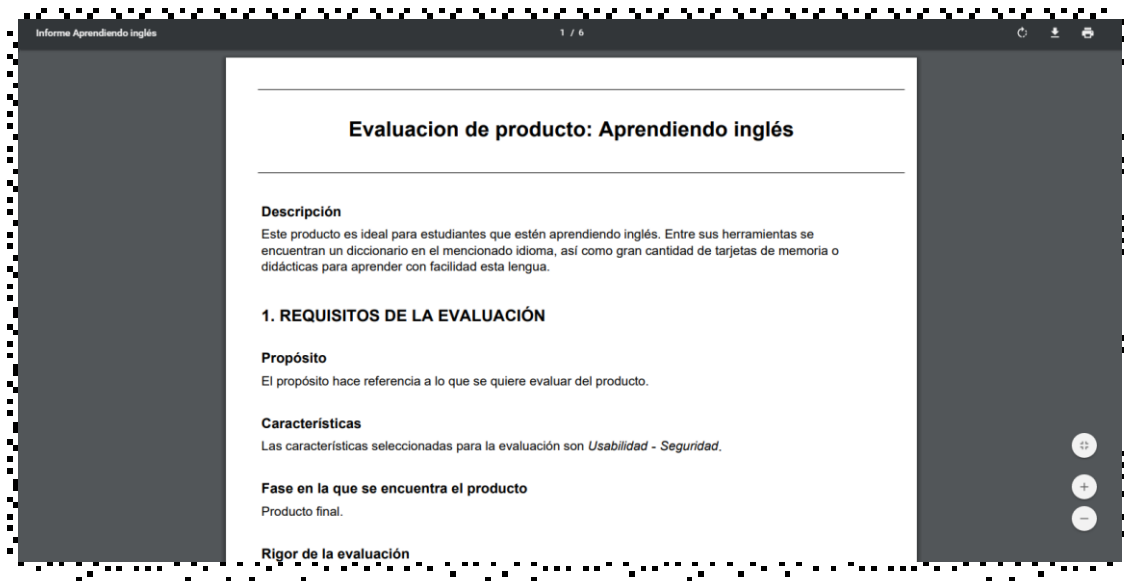 Informe Aprendiendo inglés
1 / 6
Evaluacion de producto: Aprendiendo inglés
Descripción
Este producto es ideal para estudiantes que estén aprendiendo inglés. Entre sus herramientas se
encuentran un diccionario en el mencionado idioma, así como gran cantidad de tarjetas de memoria o
didácticas para aprender con facilidad esta lengua.
1. REQUISITOS DE LA EVALUACIÓN
Propósito
El propósito hace referencia a lo que se quiere evaluar del producto.
Características
Las características seleccionadas para la evaluación son Usabilidad - Seguridad.
Fase en la que se encuentra el producto
Producto final.
Rigor de la evaluación